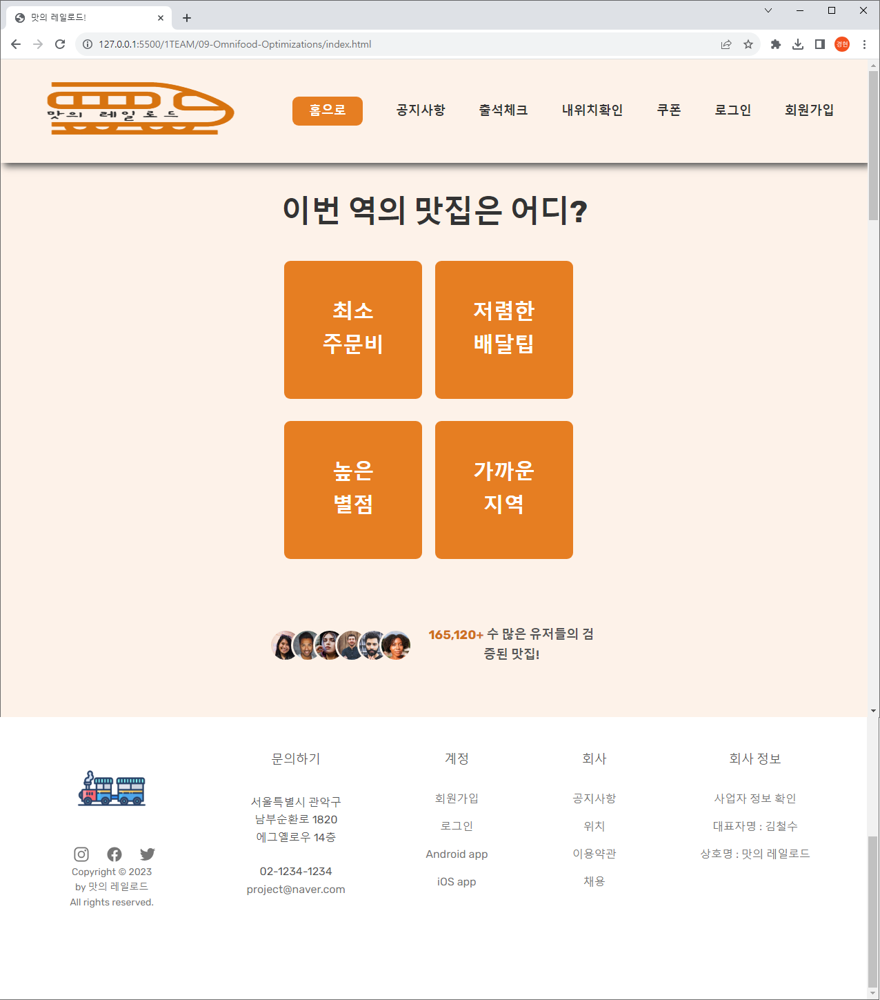 맛의 레일로드!
127.0.0.1:5500/1TEAM/09-Omnifood-Optimizations/index.html
경현
맛의 레일로드
홈으로
공지사항
출석체크
내위치확인
쿠폰
로그인
회원가입
이번 역의 맛집은 어디?
최소
주문비
저렴한
배달팁
높은
별점
가까운
지역
165,120+ 수 많은 유저들의 검
증된 맛집!
Copyright © 2023
by 맛의 레일로드
All rights reserved.
문의하기
서울특별시 관악구
남부순환로 1820
에그옐로우 14층
02-1234-1234
project@naver.com
계정
회원가입
로그인
Android app
iOS app
회사
공지사항
위치
이용약관
채용
회사 정보
사업자 정보 확인
대표자명 : 김철수
상호명 : 맛의 레일로드